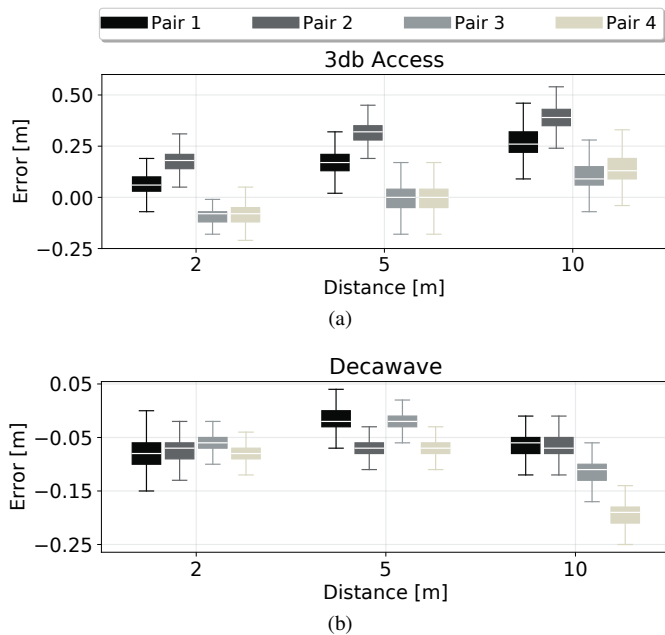 Pair 1 Pair 2 Pair 3 Pair 4
3db Access
Error [m]
0.50
0.25
0.00
−0.25
2 5 10
Distance [m]
(a)
Decawave
Error [m]
0.05
−0.05
−0.15
−0.25
2 5 10
Distance [m]
(b)